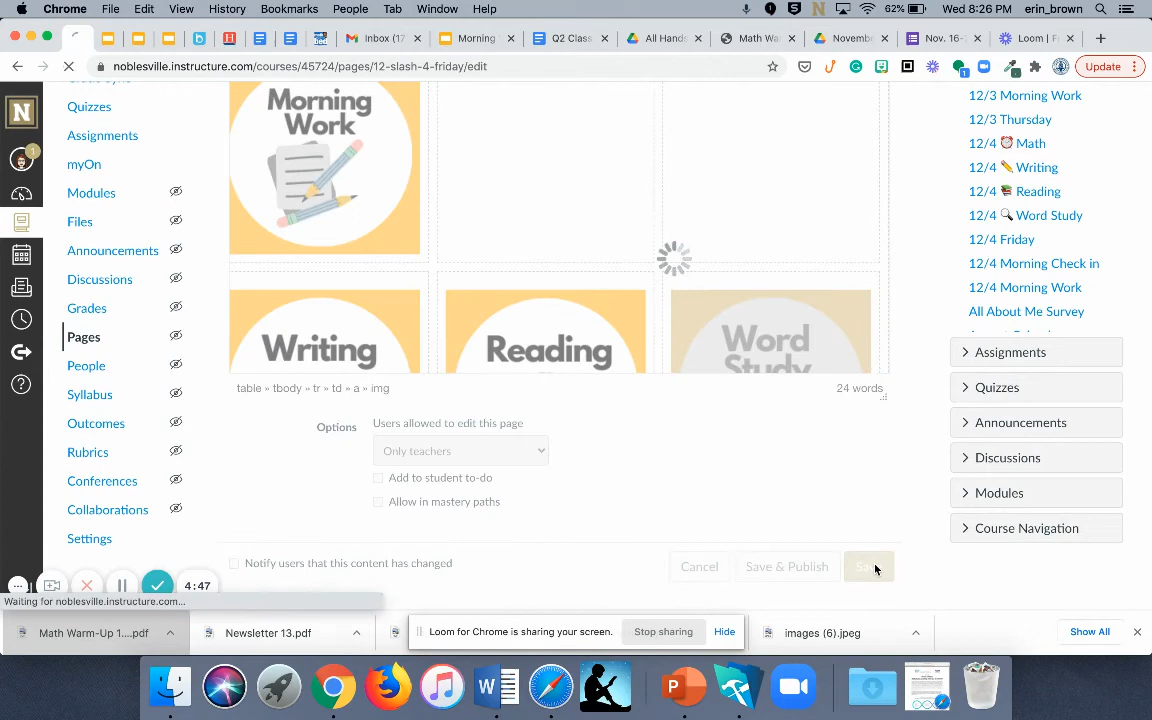 Chrome File Edit View History Bookmarks People Tab Window Help 62% Wed 8:26 PM erin_brown
Inbox (17 Morning Q2 Class All Hands Math Wa Novembe Nov. 16- Loom | F
noblesville.instructure.com/courses/45724/pages/12-slash-4-friday/edit Update
Quizzes
Assignments
myOn
Modules
Files
Announcements
Discussions
Grades
Pages
People
Syllabus
Outcomes
Rubrics
Conferences
Collaborations
Settings
N
1
Morning
Work
Writing
Reading
Word
Study
table » tbody » tr » td » a » img 24 words
Options
Users allowed to edit this page
Only teachers
Add to student to-do
Allow in mastery paths
Notify users that this content has changed
Cancel Save & Publish
12/3 Morning Work
12/3 Thursday
12/4 ⏰ Math
12/4 ✏️ Writing
12/4 📚 Reading
12/4 🔍 Word Study
12/4 Friday
12/4 Morning Check in
12/4 Morning Work
All About Me Survey
Assignments
Quizzes
Announcements
Discussions
Modules
Course Navigation
4:47
Waiting for noblesville.instructure.com...
Math Warm-Up 1....pdf Newsletter 13.pdf Loom for Chrome is sharing your screen. Stop sharing Hide images (6).jpeg Show All
W P